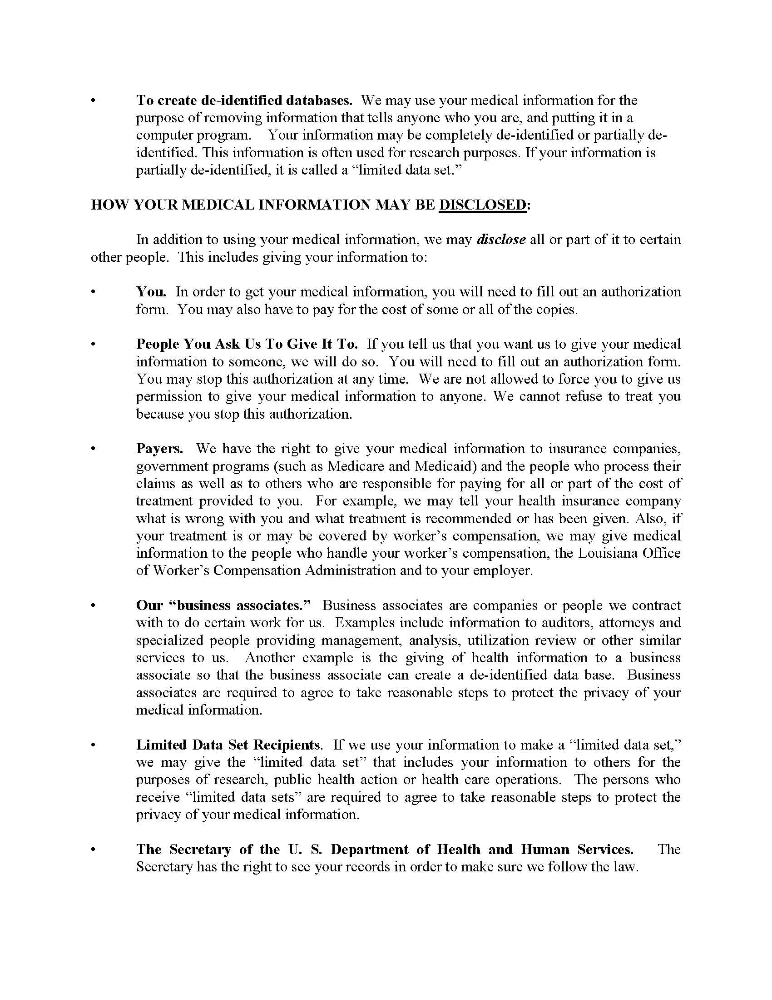 • To create de-identified databases. We may use your medical information for the
purpose of removing information that tells anyone who you are, and putting it in a
computer program. Your information may be completely de-identified or partially de-
identified. This information is often used for research purposes. If your information is
partially de-identified, it is called a “limited data set.”
HOW YOUR MEDICAL INFORMATION MAY BE DISCLOSED:
In addition to using your medical information, we may disclose all or part of it to certain
other people. This includes giving your information to:
• You. In order to get your medical information, you will need to fill out an authorization
form. You may also have to pay for the cost of some or all of the copies.
• People You Ask Us To Give It To. If you tell us that you want us to give your medical
information to someone, we will do so. You will need to fill out an authorization form.
You may stop this authorization at any time. We are not allowed to force you to give us
permission to give your medical information to anyone. We cannot refuse to treat you
because you stop this authorization.
• Payers. We have the right to give your medical information to insurance companies,
government programs (such as Medicare and Medicaid) and the people who process their
claims as well as to others who are responsible for paying for all or part of the cost of
treatment provided to you. For example, we may tell your health insurance company
what is wrong with you and what treatment is recommended or has been given. Also, if
your treatment is or may be covered by worker’s compensation, we may give medical
information to the people who handle your worker’s compensation, the Louisiana Office
of Worker’s Compensation Administration and to your employer.
• Our “business associates.” Business associates are companies or people we contract
with to do certain work for us. Examples include information to auditors, attorneys and
specialized people providing management, analysis, utilization review or other similar
services to us. Another example is the giving of health information to a business
associate so that the business associate can create a de-identified data base. Business
associates are required to agree to take reasonable steps to protect the privacy of your
medical information.
• Limited Data Set Recipients. If we use your information to make a “limited data set,”
we may give the “limited data set” that includes your information to others for the
purposes of research, public health action or health care operations. The persons who
receive “limited data sets” are required to agree to take reasonable steps to protect the
privacy of your medical information.
• The Secretary of the U. S. Department of Health and Human Services. The
Secretary has the right to see your records in order to make sure we follow the law.